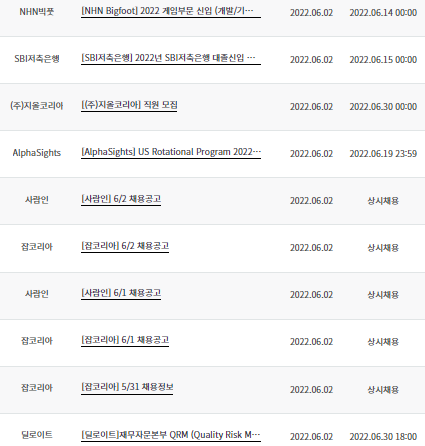 NHN빅풋 [NHN Bigfoot] 2022 게임부문 신입 (개발/기··· 2022.06.02 2022.06.14 00:00
SBI저축은행 [SBI저축은행] 2022년 SBI저축은행 대졸신입 ··· 2022.06.02 2022.06.15 00:00
(주)지올코리아 [(주)지올코리아] 직원 모집 2022.06.02 2022.06.30 00:00
AlphaSights [AlphaSights] US Rotational Program 2022··· 2022.06.02 2022.06.19 23:59
사람인 [사람인] 6/2 채용공고 2022.06.02 상시채용
잡코리아 [잡코리아] 6/2 채용공고 2022.06.02 상시채용
사람인 [사람인] 6/1 채용공고 2022.06.02 상시채용
잡코리아 [잡코리아] 6/1 채용공고 2022.06.02 상시채용
잡코리아 [잡코리아] 5/31 채용정보 2022.06.02 상시채용
딜로이트 [딜로이트]재무자문본부 QRM (Quality Risk M··· 2022.06.02 2022.06.30 18:00